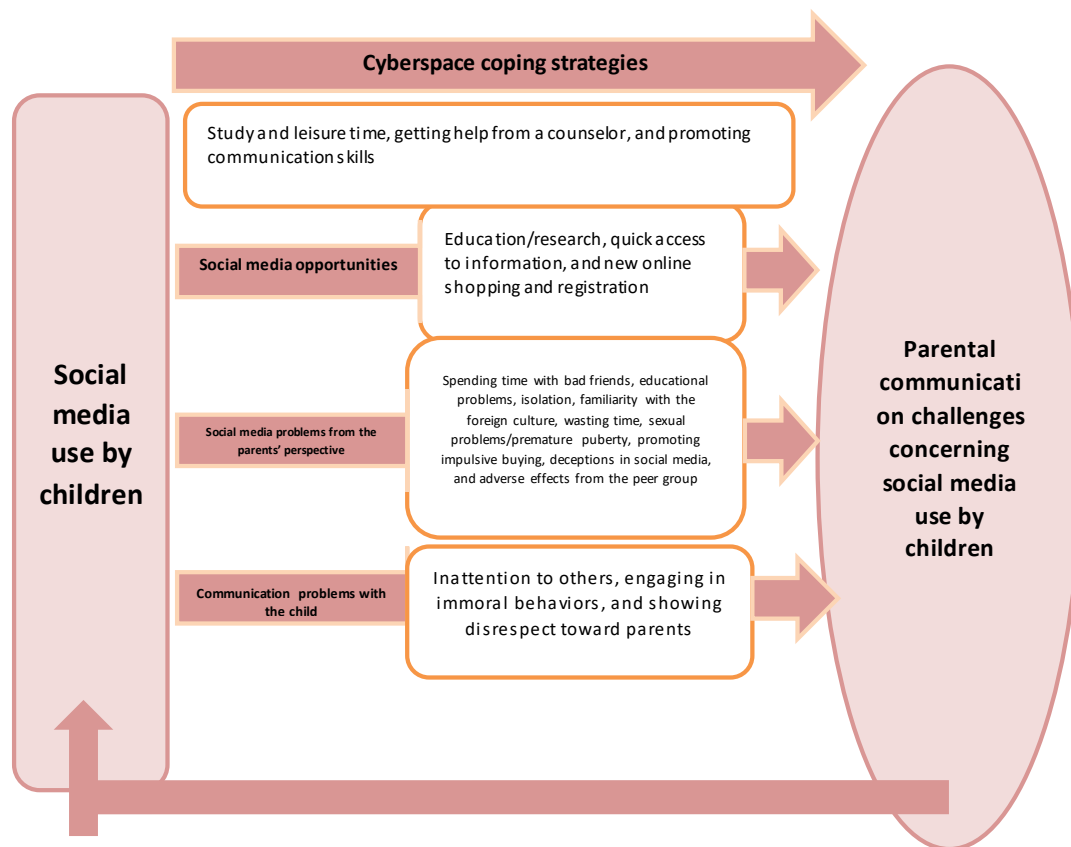 Cyberspace coping strategies
Study and leisure time, getting help from a counselor, and promoting
communication skills
Social media opportunities
Education/research, quick access
to information, and new online
shopping and registration
Social
media
use by
children
Social media problems from the
parents' perspective
Spending time with bad friends, educational
problems, isolation, familiarity with the
foreign culture, wasting time, sexual
problems/premature puberty, promoting
impulsive buying, deceptions in social media,
and adverse effects from the peer group
Parental
communicati
on challenges
concerning
social media
use by
children
Communication problems with
the child
Inattention to others, engaging in
immoral behaviors, and showing
disrespect toward parents